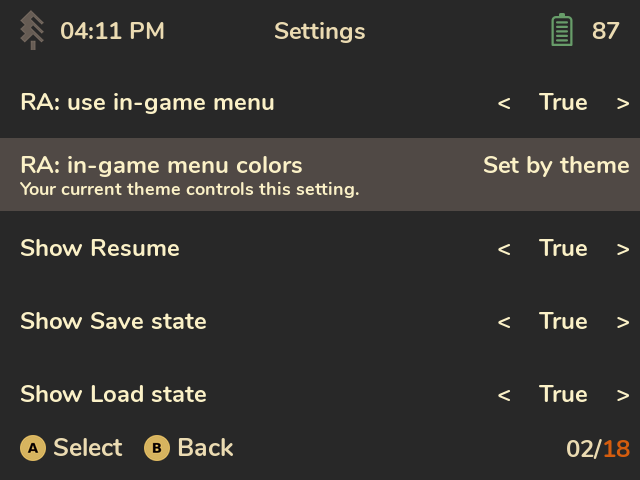 04:11 PM Settings 87
RA: use in-game menu < True >
RA: in-game menu colors Set by theme
Your current theme controls this setting.
Show Resume < True >
Show Save state < True >
Show Load state < True >
A Select B Back 02/18